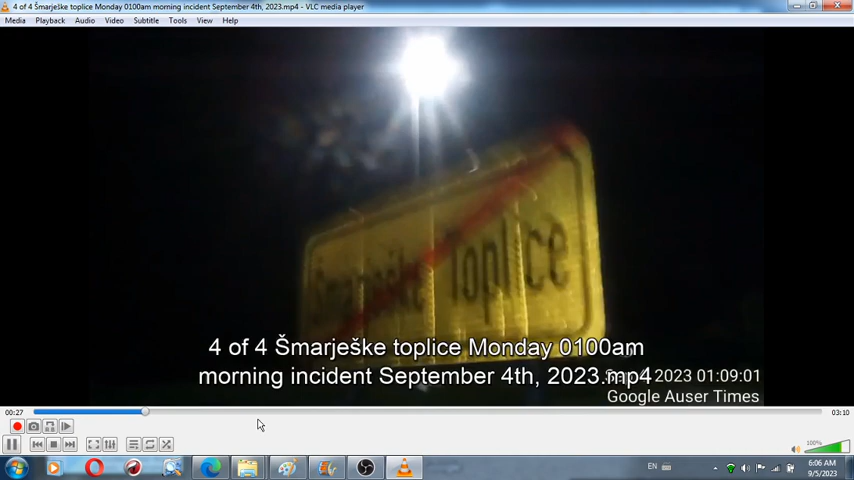 4 of 4 Šmarješke toplice Monday 0100am morning incident September 4th, 2023.mp4 - VLC media player
Media Playback Audio Video Subtitle Tools View Help
Šmarješke Toplice
4 of 4 Šmarješke toplice Monday 0100am
morning incident September 4th, 2023.mp4
2023 01:09:01
Google Auser Times
00:27
03:10
100%
EN
6:06 AM
9/5/2023